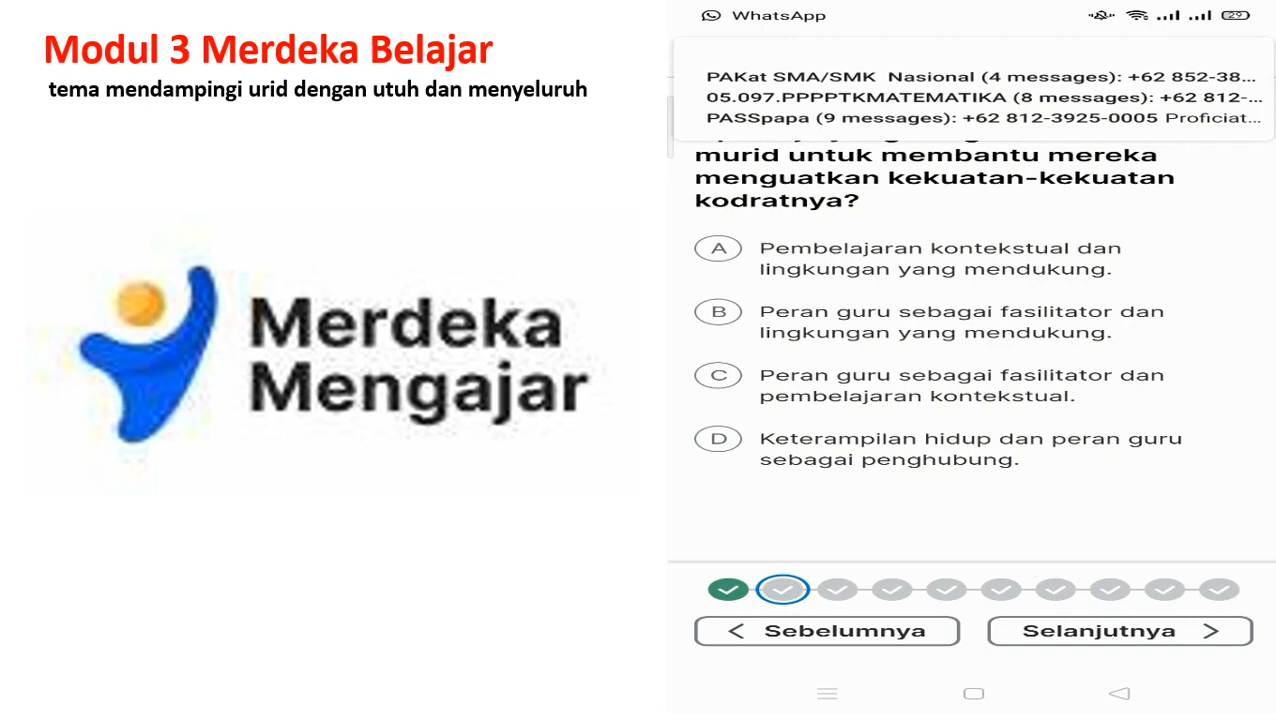 Modul 3 Merdeka Belajar
tema mendampingi urid dengan utuh dan menyeluruh
Merdeka
Mengajar
WhatsApp
29
PAKat SMA/SMK Nasional (4 messages): +62 852-38...
05.097.PPPPTKMATEMATIKA (8 messages): +62 812-...
PASSpapa (9 messages): +62 812-3925-0005 Proficiat...
murid untuk membantu mereka
menguatkan kekuatan-kekuatan
kodratnya?
A Pembelajaran kontekstual dan
lingkungan yang mendukung.
B Peran guru sebagai fasilitator dan
lingkungan yang mendukung.
C Peran guru sebagai fasilitator dan
pembelajaran kontekstual.
D Keterampilan hidup dan peran guru
sebagai penghubung.
< Sebelumnya
Selanjutnya >